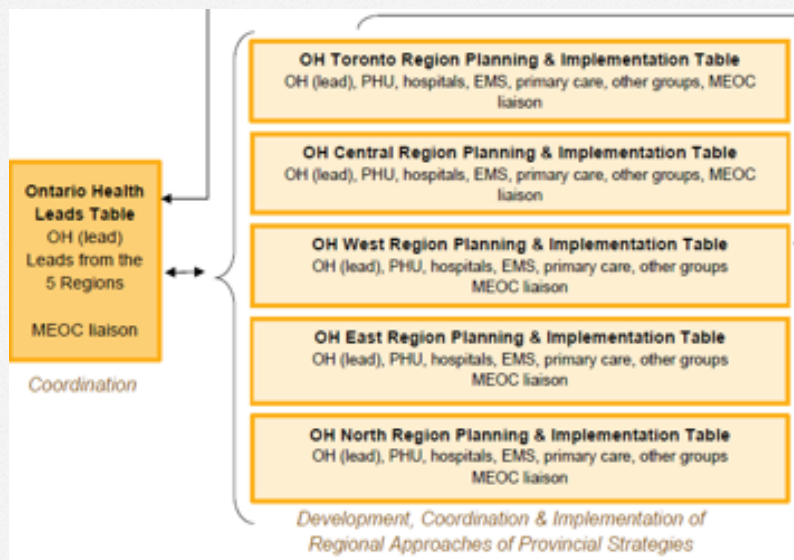 Ontario Health
Leads Table
OH (lead)
Leads from the
5 Regions
MEOC liaison
Coordination
OH Toronto Region Planning & Implementation Table
OH (lead), PHU, hospitals, EMS, primary care, other groups, MEOC
liaison
OH Central Region Planning & Implementation Table
OH (lead), PHU, hospitals, EMS, primary care, other groups, MEOC
liaison
OH West Region Planning & Implementation Table
OH (lead), PHU, hospitals, EMS, primary care, other groups
MEOC liaison
OH East Region Planning & Implementation Table
OH (lead), PHU, hospitals, EMS, primary care, other groups
MEOC liaison
OH North Region Planning & Implementation Table
OH (lead), PHU, hospitals, EMS, primary care, other groups
MEOC liaison
Development, Coordination & Implementation of
Regional Approaches of Provincial Strategies